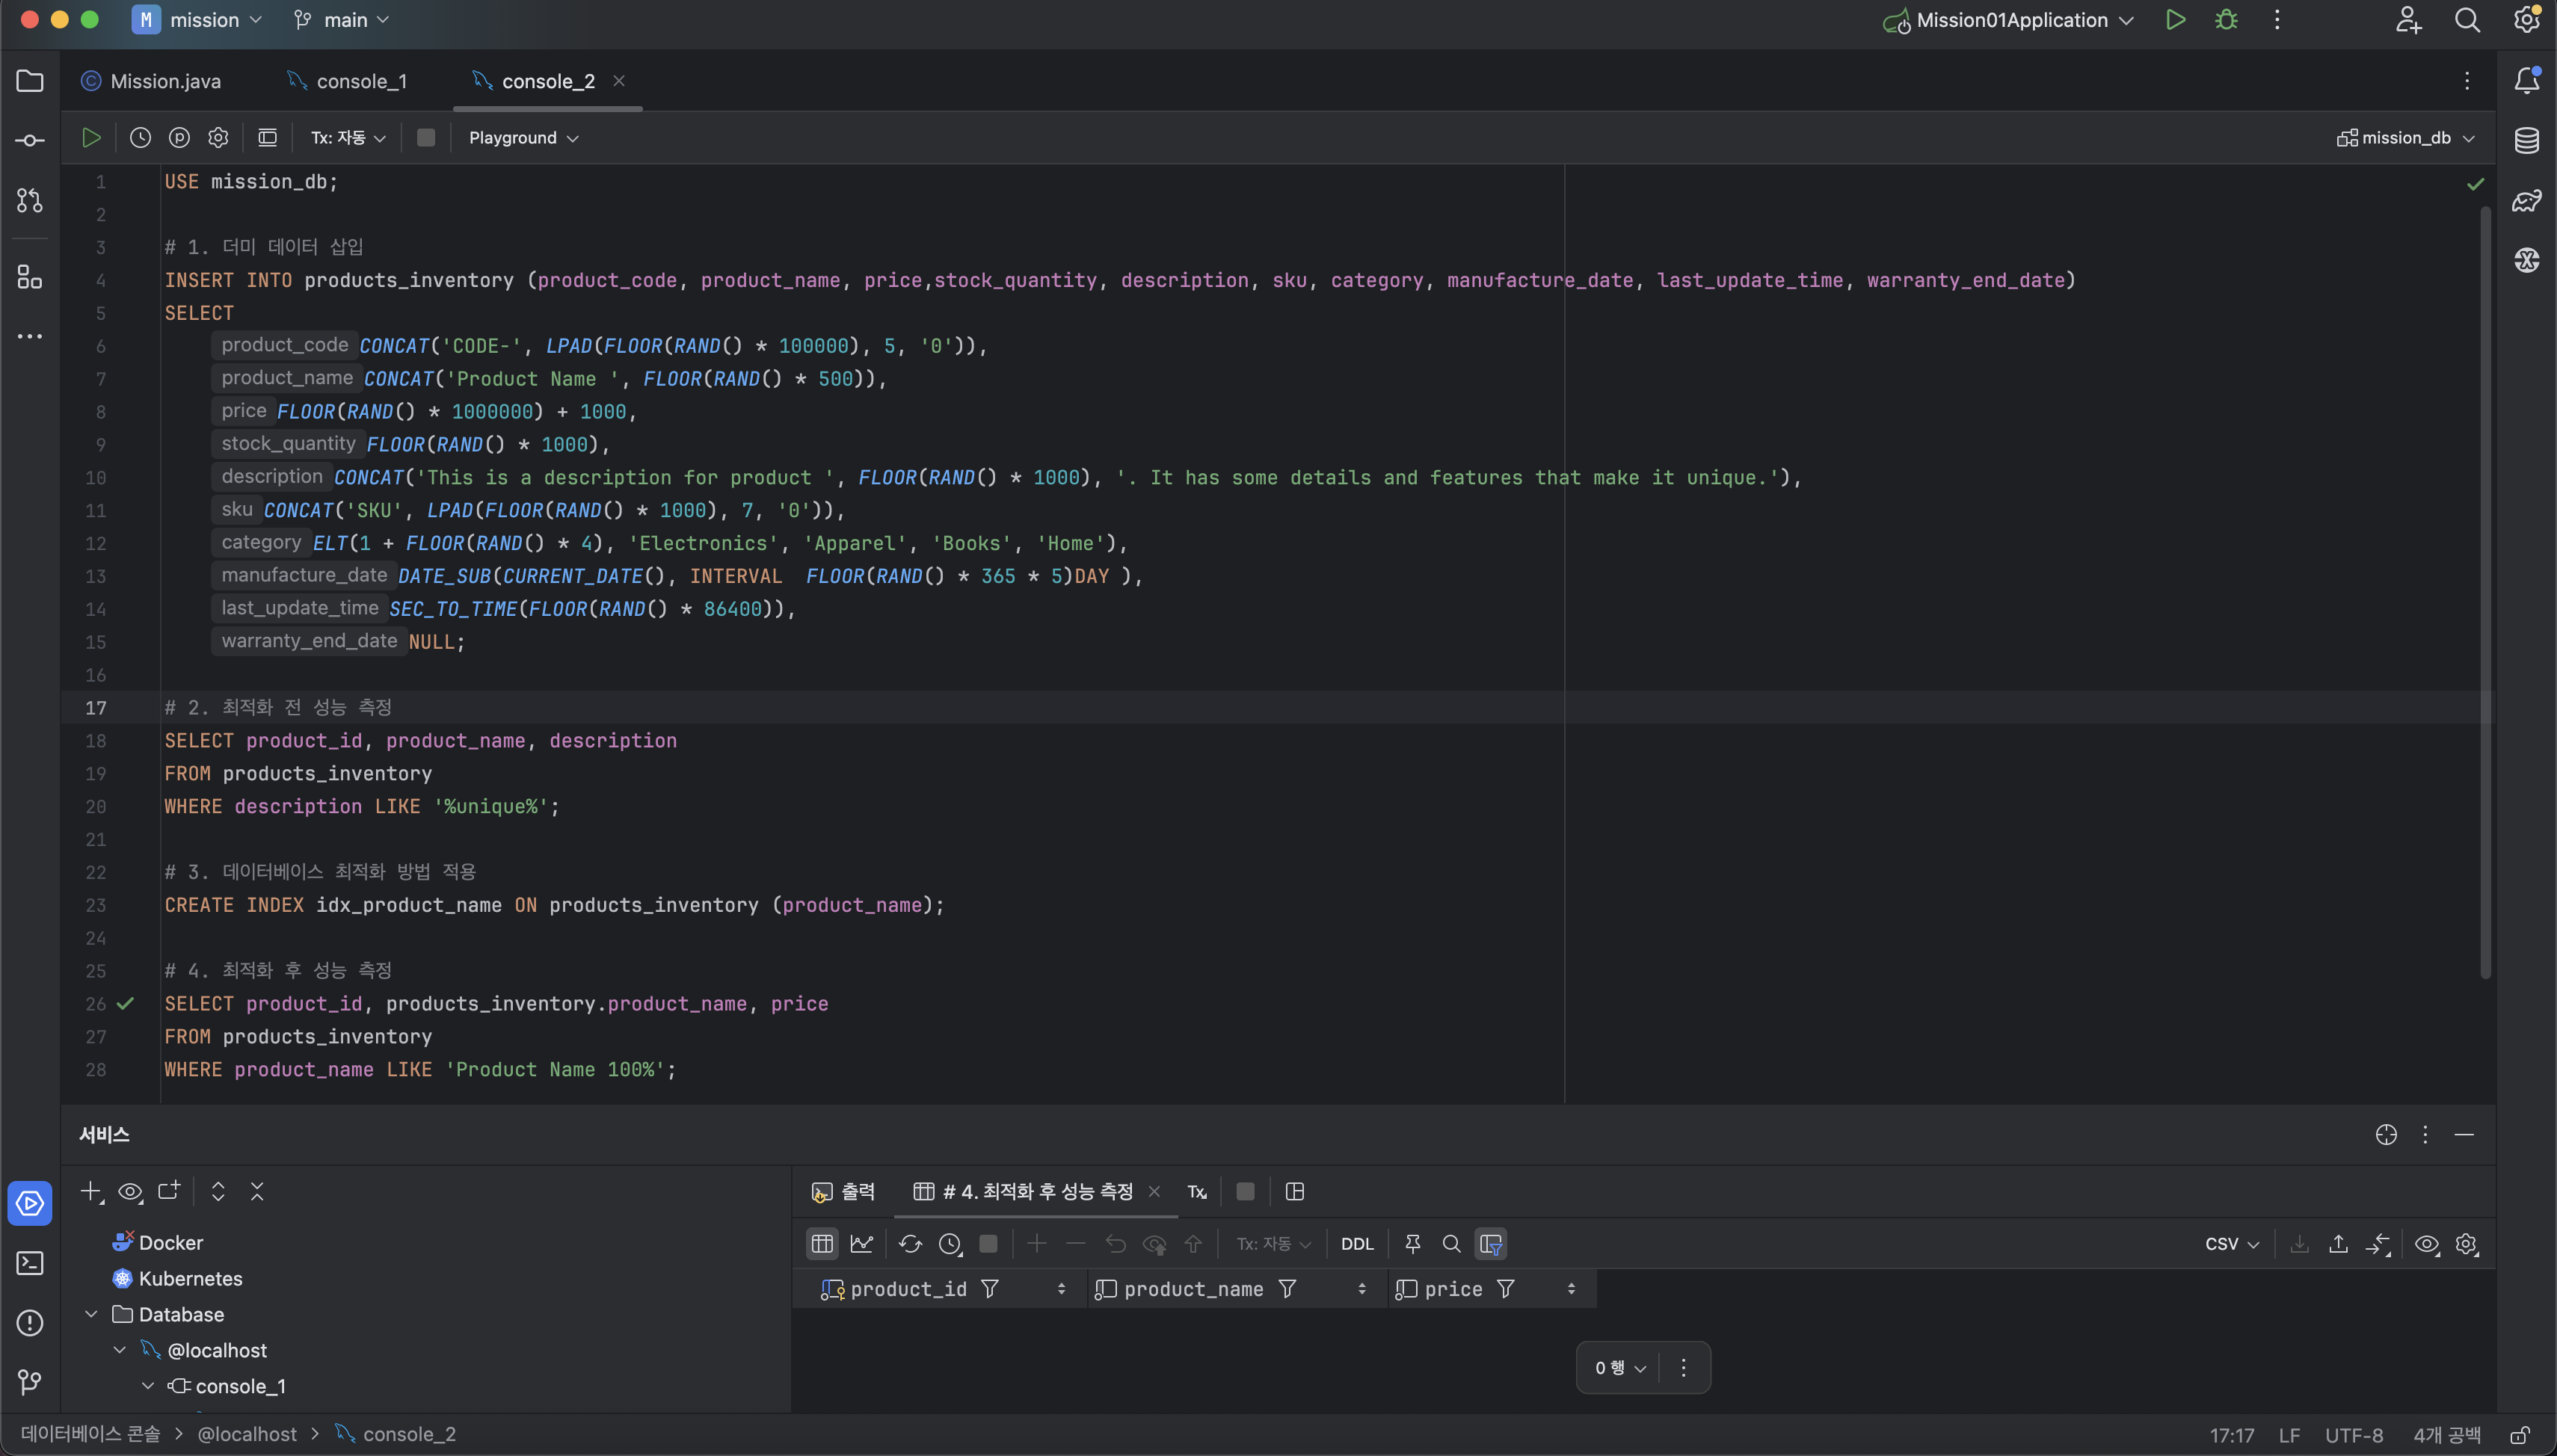 M mission main Mission01Application
Mission.java console_1 console_2
Tx: 자동 Playground mission_db
1 USE mission_db;
2
3 # 1. 더미 데이터 삽입
4 INSERT INTO products_inventory (product_code, product_name, price,stock_quantity, description, sku, category, manufacture_date, last_update_time, warranty_end_date)
5 SELECT
6 product_code CONCAT('CODE-', LPAD(FLOOR(RAND() * 100000), 5, '0')),
7 product_name CONCAT('Product Name ', FLOOR(RAND() * 500)),
8 price FLOOR(RAND() * 1000000) + 1000,
9 stock_quantity FLOOR(RAND() * 1000),
10 description CONCAT('This is a description for product ', FLOOR(RAND() * 1000), '. It has some details and features that make it unique.'),
11 sku CONCAT('SKU', LPAD(FLOOR(RAND() * 1000), 7, '0')),
12 category ELT(1 + FLOOR(RAND() * 4), 'Electronics', 'Apparel', 'Books', 'Home'),
13 manufacture_date DATE_SUB(CURRENT_DATE(), INTERVAL  FLOOR(RAND() * 365 * 5)DAY ),
14 last_update_time SEC_TO_TIME(FLOOR(RAND() * 86400)),
15 warranty_end_date NULL;
16
17 # 2. 최적화 전 성능 측정
18 SELECT product_id, product_name, description
19 FROM products_inventory
20 WHERE description LIKE '%unique%';
21
22 # 3. 데이터베이스 최적화 방법 적용
23 CREATE INDEX idx_product_name ON products_inventory (product_name);
24
25 # 4. 최적화 후 성능 측정
26 SELECT product_id, products_inventory.product_name, price
27 FROM products_inventory
28 WHERE product_name LIKE 'Product Name 100%';
서비스
출력 # 4. 최적화 후 성능 측정 Tx
Docker
Kubernetes
Database
@localhost
console_1
Tx: 자동 DDL CSV
product_id product_name price
0 행
데이터베이스 콘솔 > @localhost > console_2 17:17 LF UTF-8 4개 공백